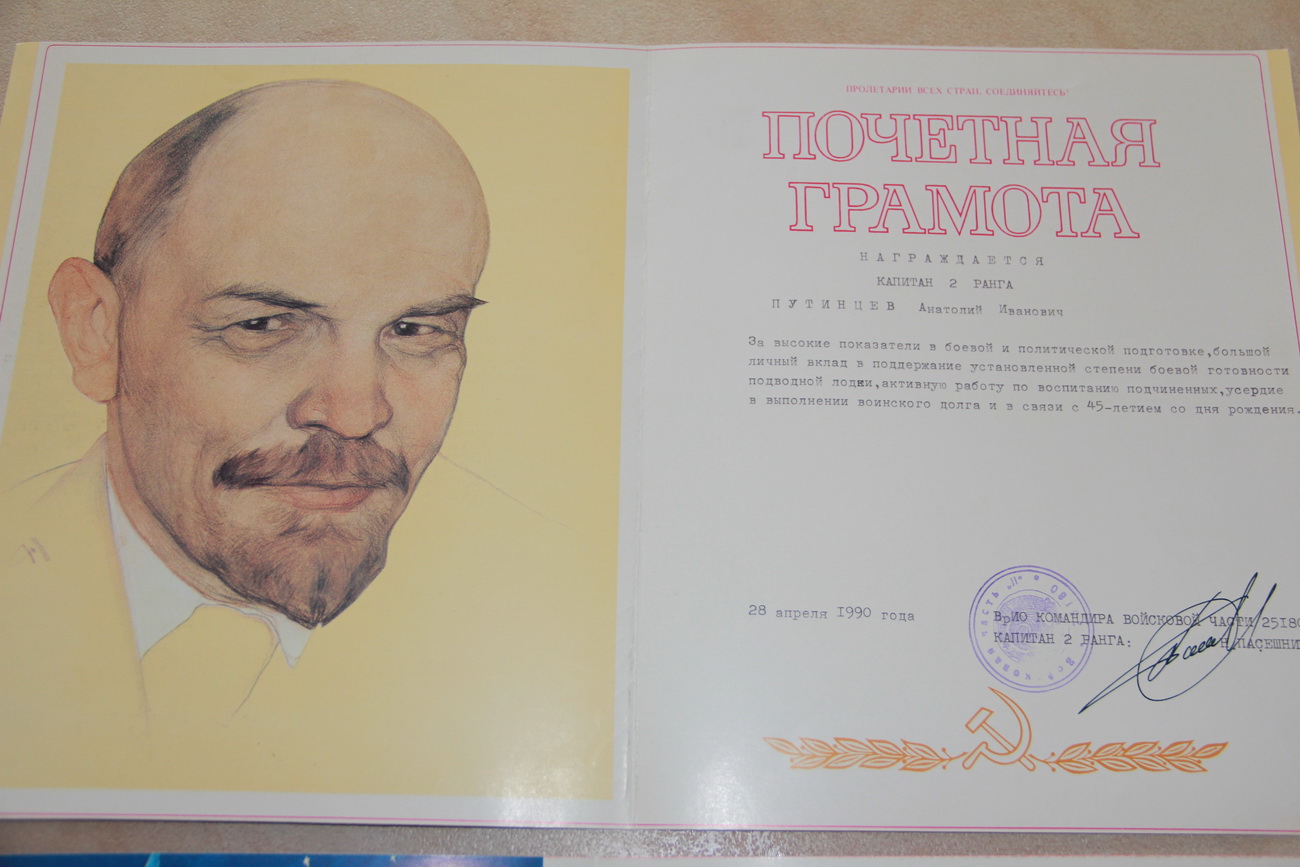 ПРОЛЕТАРИИ ВСЕХ СТРАН, СОЕДИНЯЙТЕСЬ!
ПОЧЕТНАЯ
ГРАМОТА
НАГРАЖДАЕТСЯ
КАПИТАН 2 РАНГА
ПУТИНЦЕВ Анатолий Иванович
За высокие показатели в боевой и политической подготовке,большой
личный вклад в поддержание установленной степени боевой готовности
подводной лодки,активную работу по воспитанию подчиненных,усердие
в выполнении воинского долга и в связи с 45-летием со дня рождения.
28 апреля 1990 года
ВрИО КОМАНДИРА ВОЙСКОВОЙ ЧАСТИ 25180
КАПИТАН 2 РАНГА: Н.ПАСЕШНИ